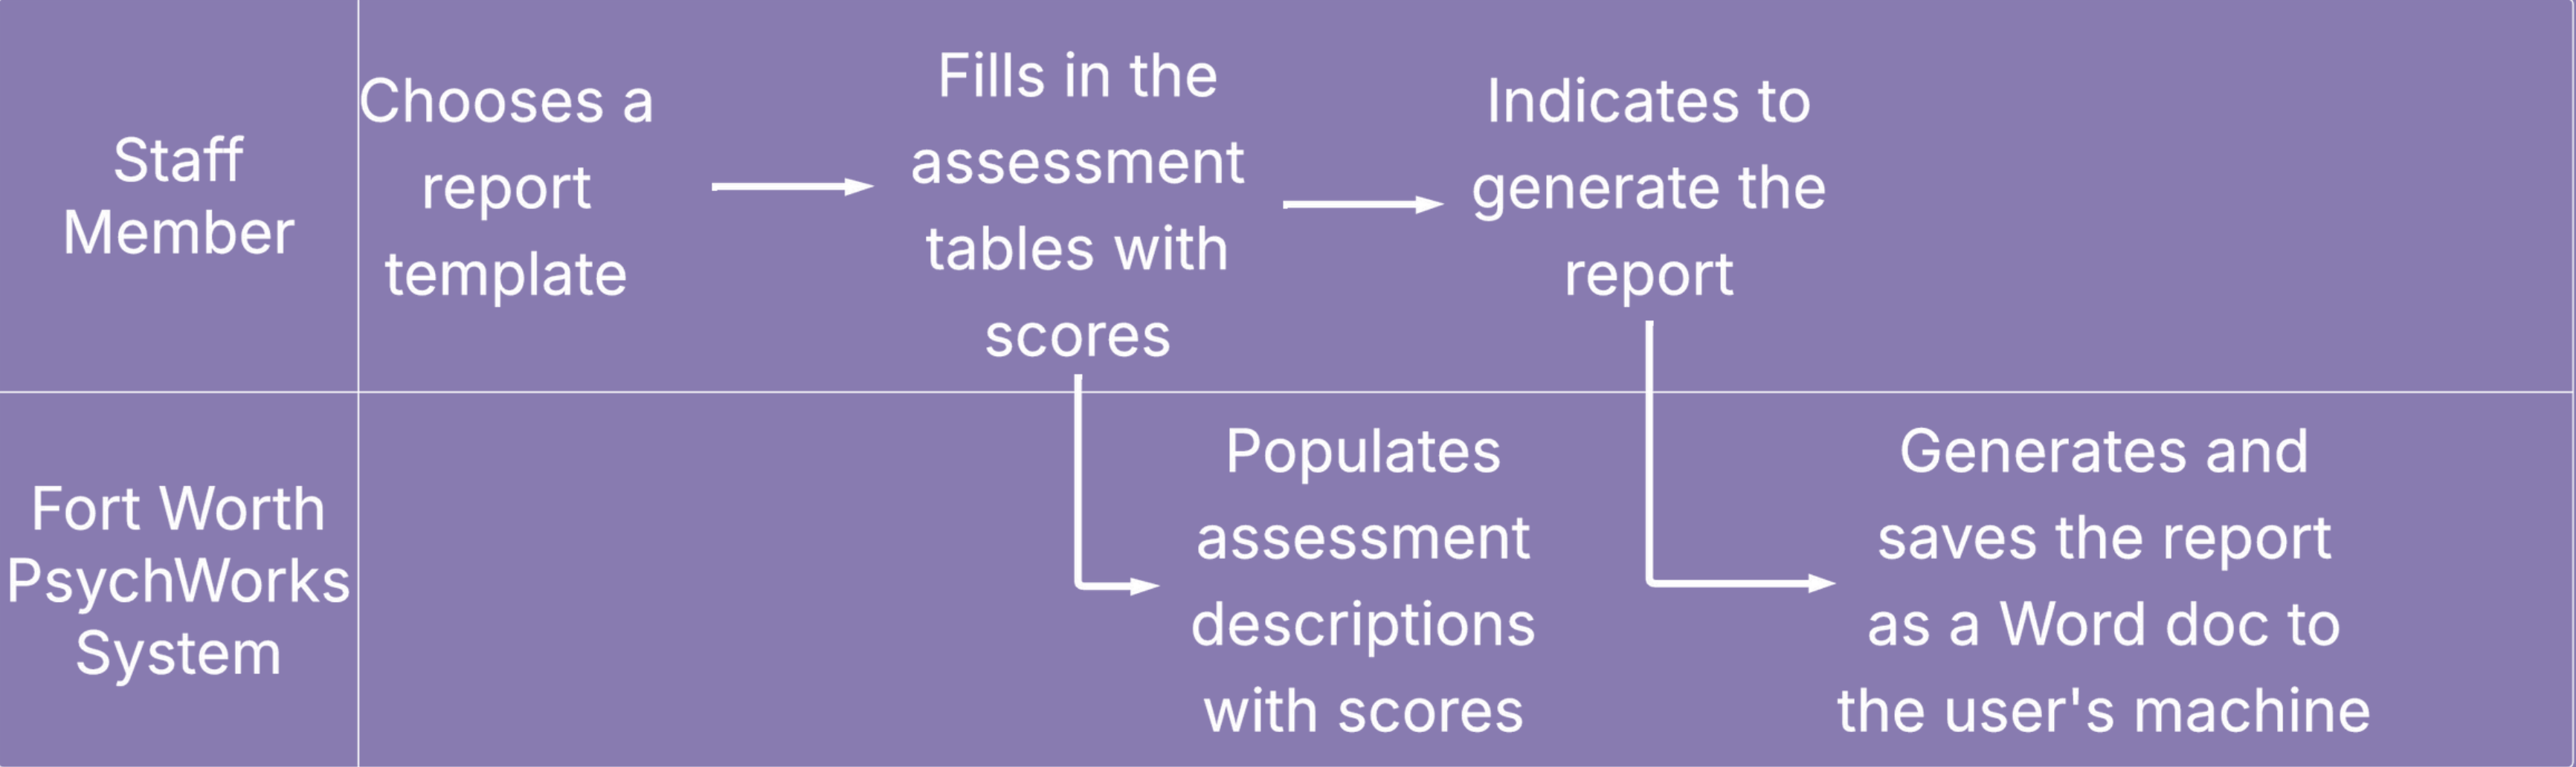 Staff
Member
Chooses a
report
template
Fills in the
assessment
tables with
scores
Indicates to
generate the
report
Fort Worth
PsychWorks
System
Populates
assessment
descriptions
with scores
Generates and
saves the report
as a Word doc to
the user's machine